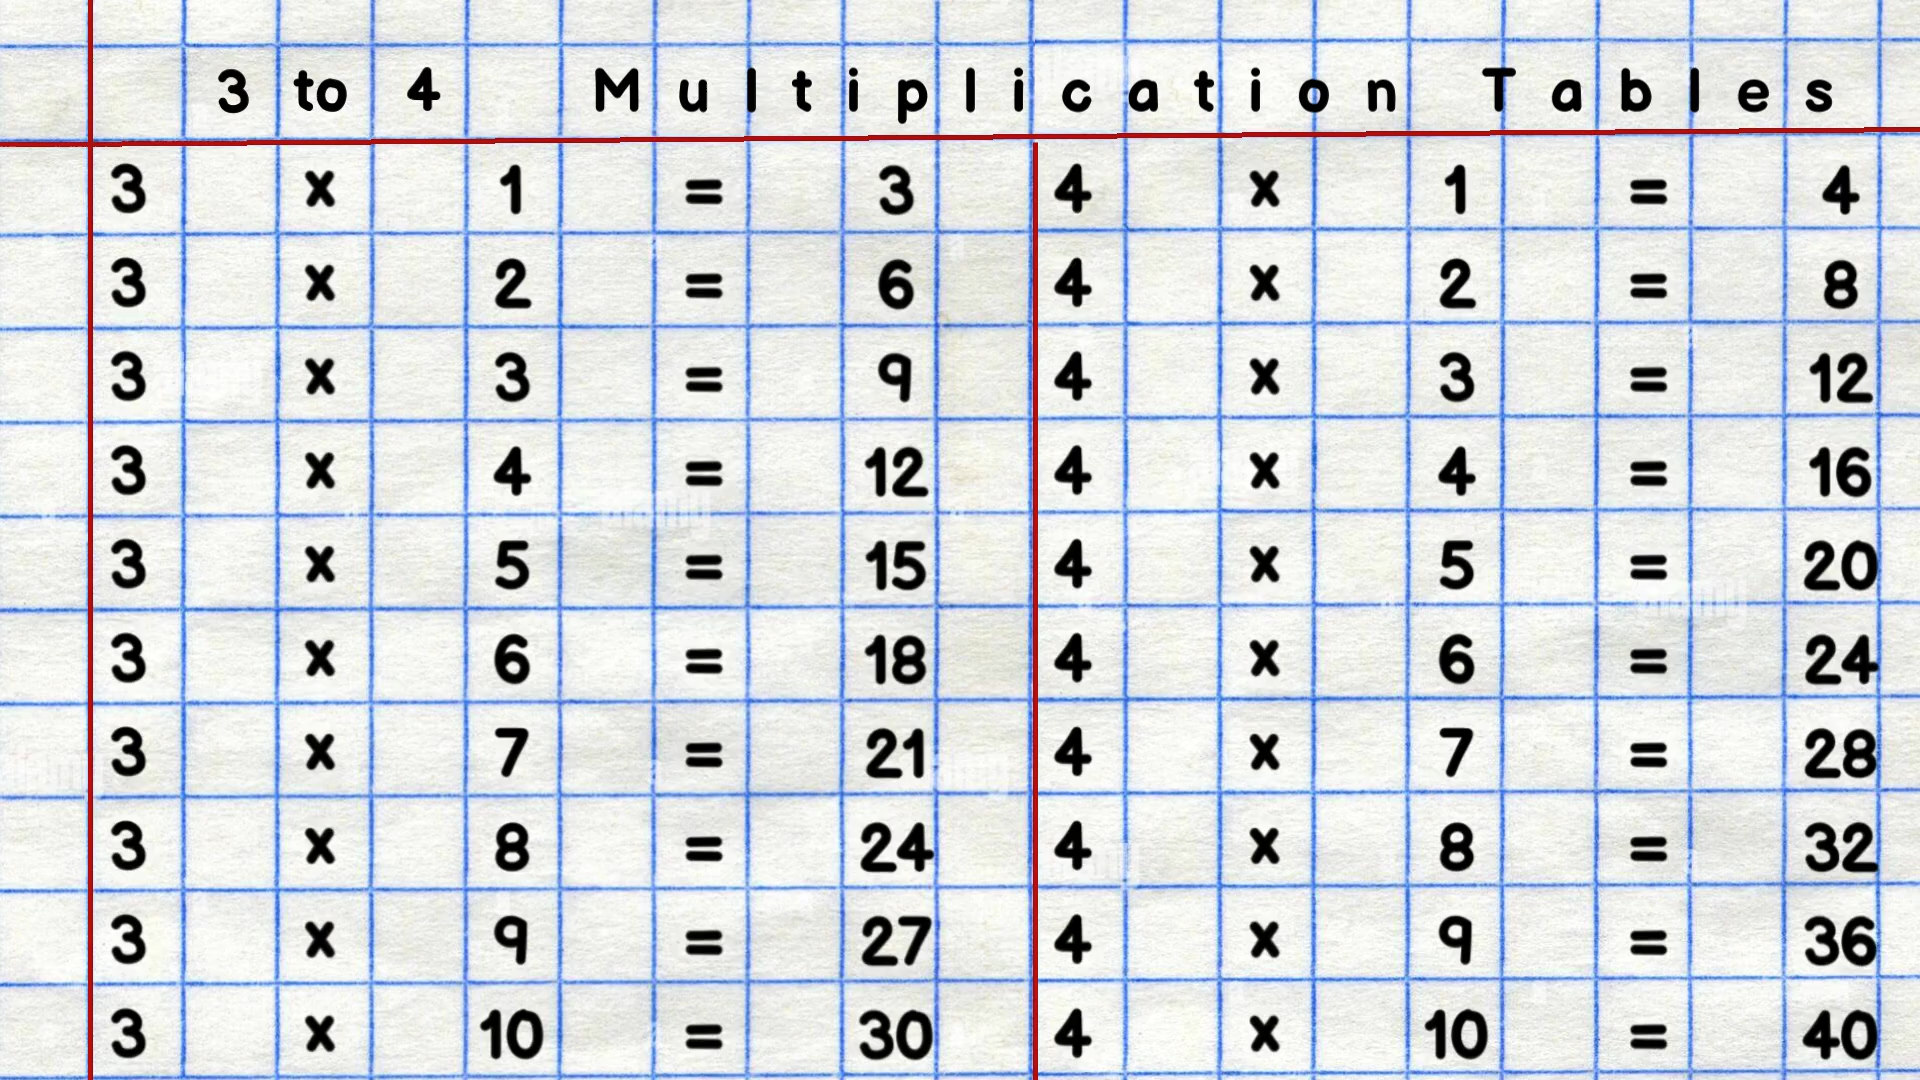 3 to 4 Multiplication Tables
3 x 1 = 3
3 x 2 = 6
3 x 3 = 9
3 x 4 = 12
3 x 5 = 15
3 x 6 = 18
3 x 7 = 21
3 x 8 = 24
3 x 9 = 27
3 x 10 = 30
4 x 1 = 4
4 x 2 = 8
4 x 3 = 12
4 x 4 = 16
4 x 5 = 20
4 x 6 = 24
4 x 7 = 28
4 x 8 = 32
4 x 9 = 36
4 x 10 = 40